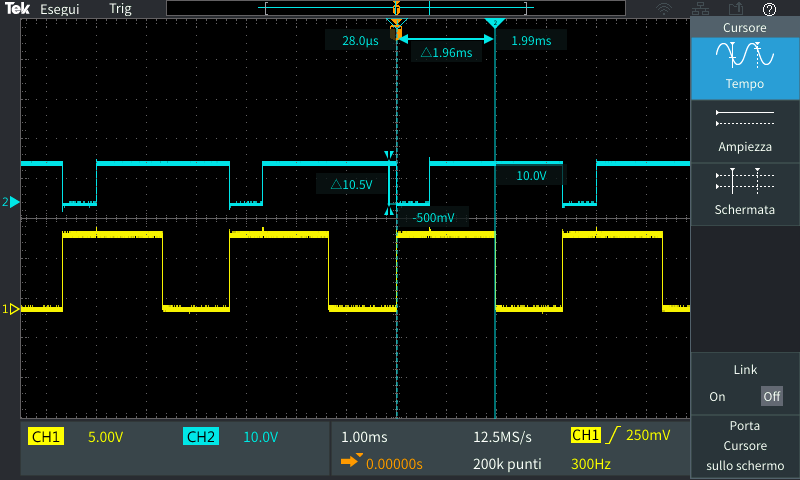 Tek Esegui Trig
Cursore
28.0µs
△1.96ms
1.99ms
Tempo
Ampiezza
△10.5V
10.0V
-500mV
Schermata
2
1
Link
On Off
CH1 5.00V
CH2 10.0V
1.00ms
12.5MS/s
CH1 250mV
0.00000s
200k punti
300Hz
Porta
Cursore
sullo schermo